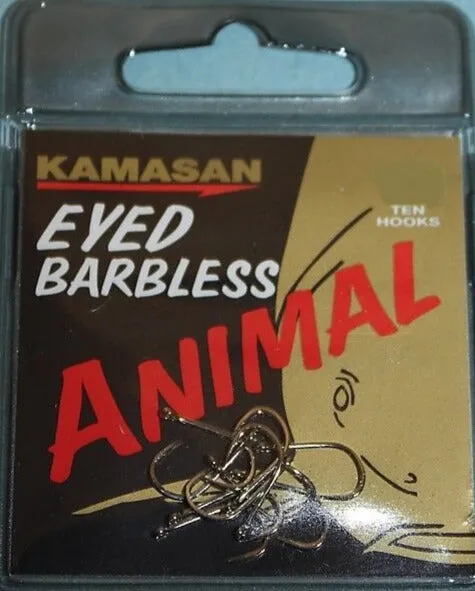 KAMASAN
EYED
BARBLESS
ANIMAL
TEN
HOOKS